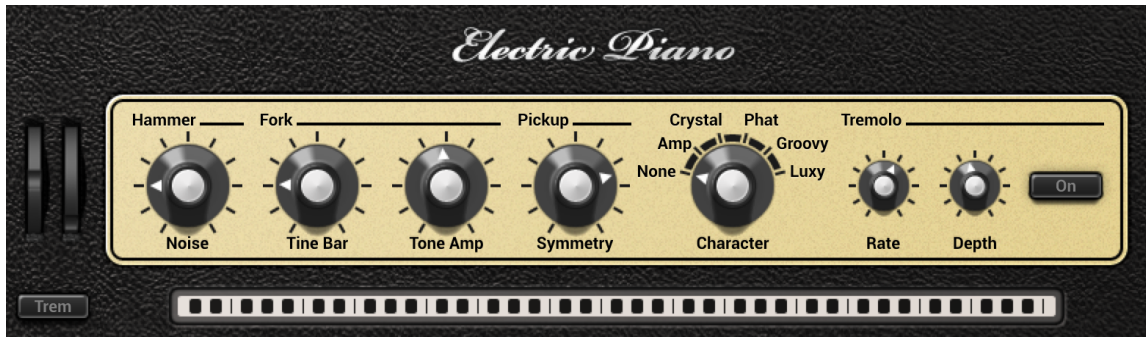 Electric Piano
Hammer Fork Pickup Crystal Phat Tremolo
Amp Groovy
None Luxy
On
Noise Tine Bar Tone Amp Symmetry Character Rate Depth
Trem